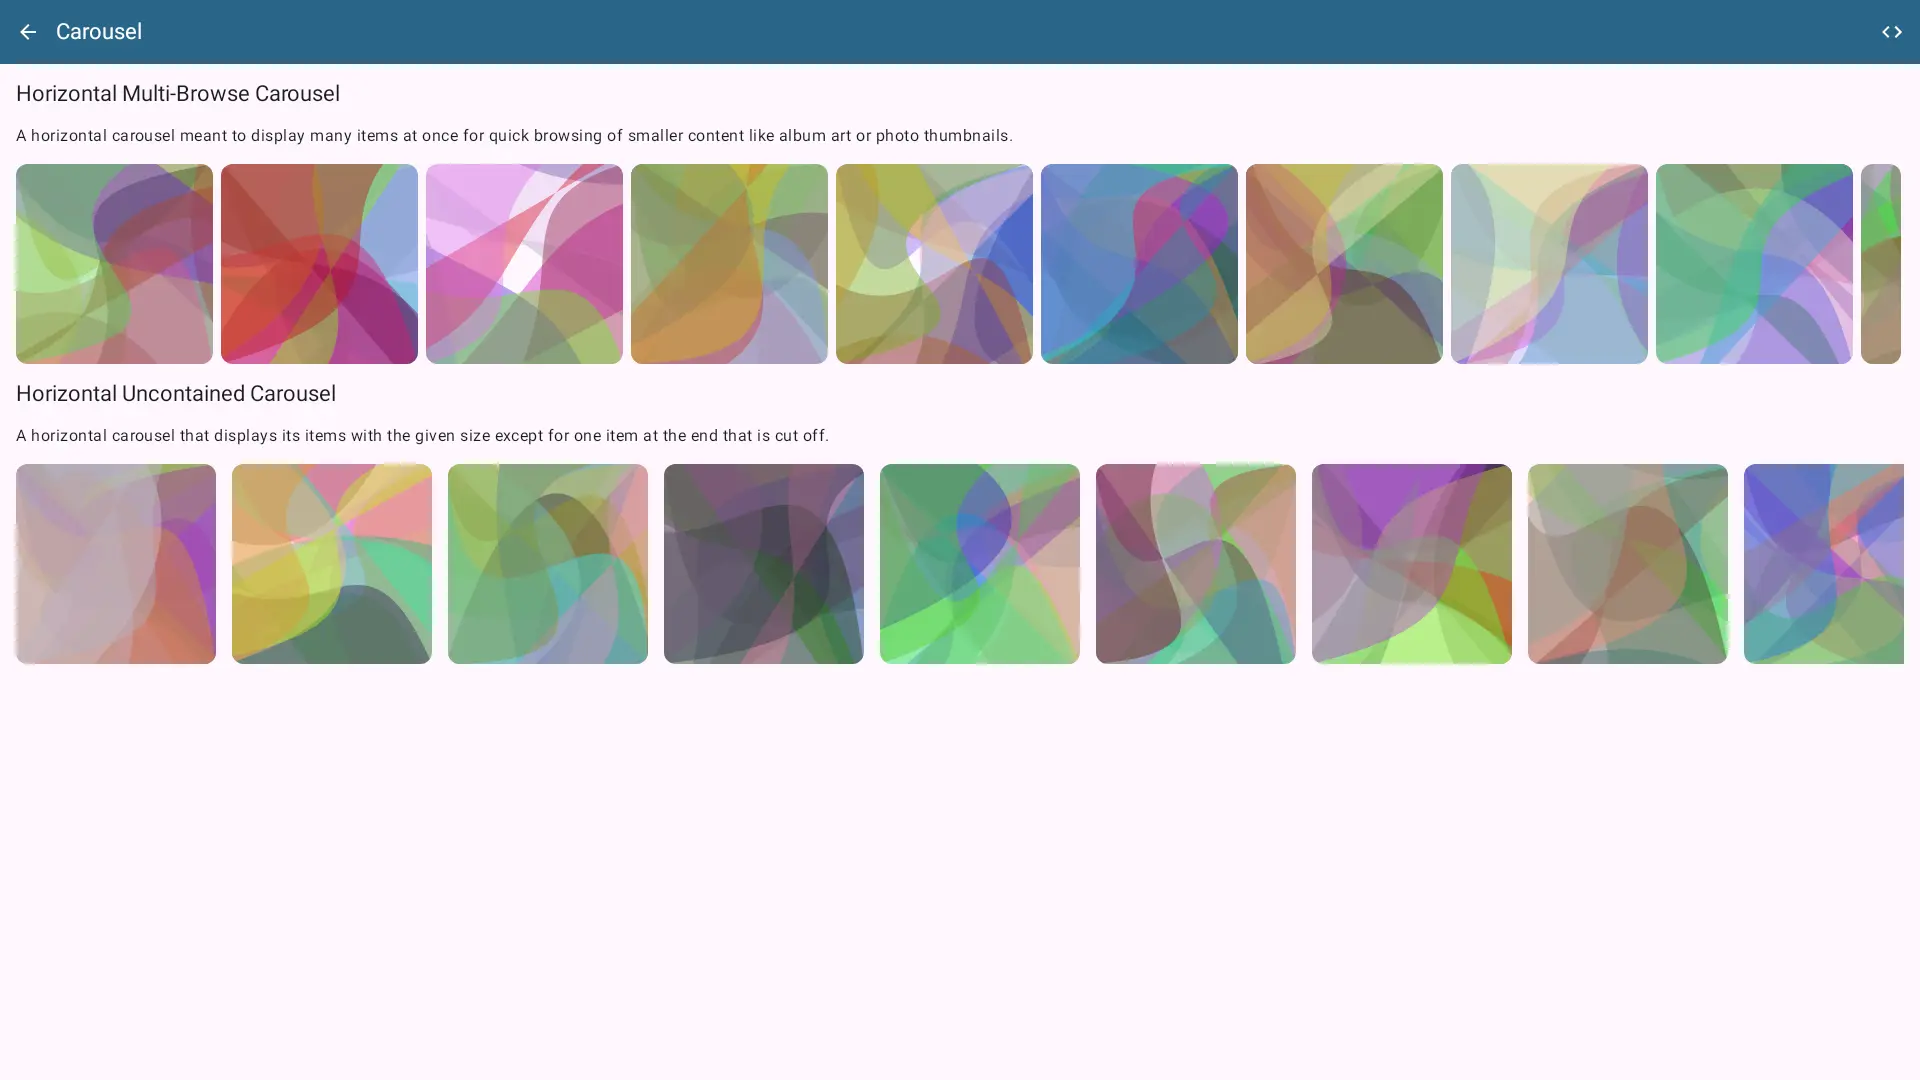 Carousel
Horizontal Multi-Browse Carousel
A horizontal carousel meant to display many items at once for quick browsing of smaller content like album art or photo thumbnails.
Horizontal Uncontained Carousel
A horizontal carousel that displays its items with the given size except for one item at the end that is cut off.